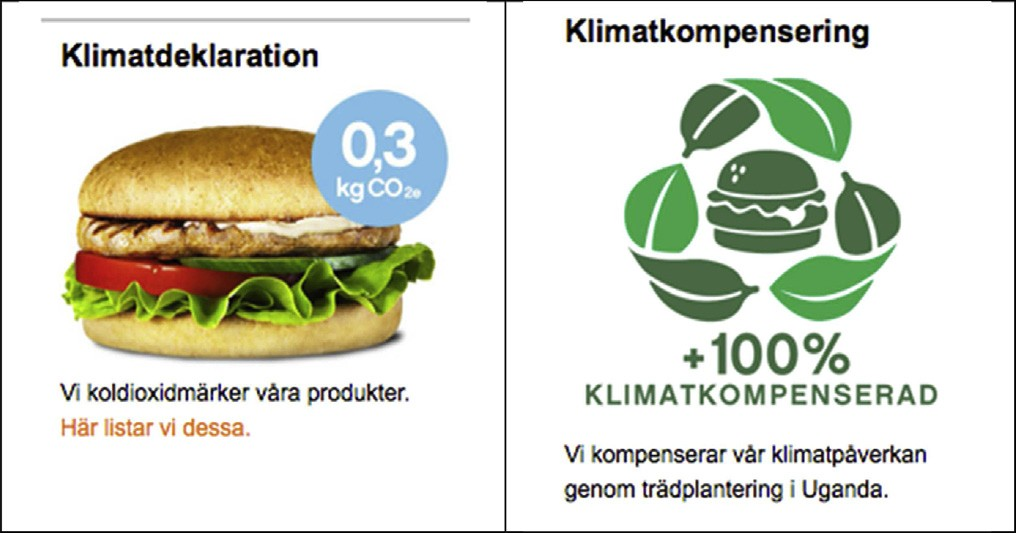 Klimatdeklaration
0,3
kg CO2e
Vi koldioxidmärker våra produkter.
Här listar vi dessa.
Klimatkompensering
+100%
KLIMATKOMPENSERAD
Vi kompenserar vår klimatpåverkan
genom trädplantering i Uganda.